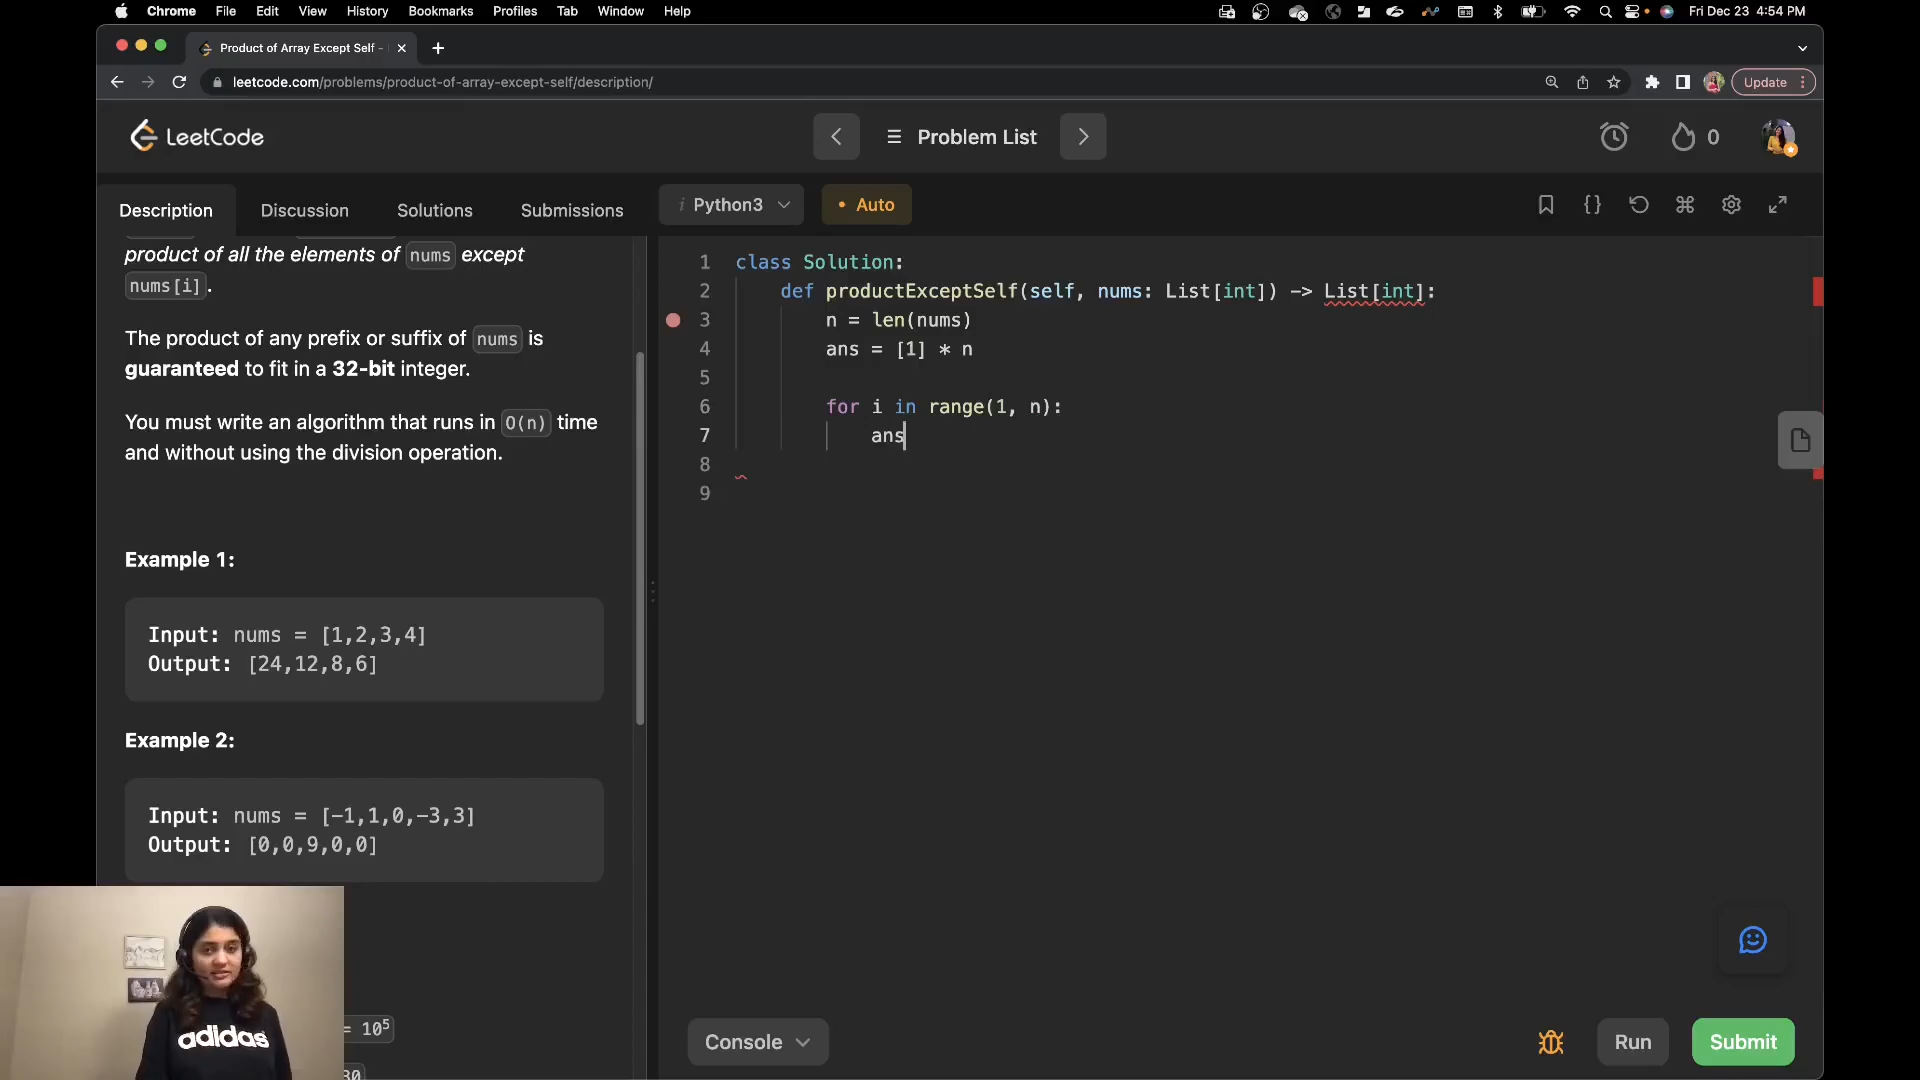 Chrome File Edit View History Bookmarks Profiles Tab Window Help Fri Dec 23 4:54 PM
Product of Array Except Self -
leetcode.com/problems/product-of-array-except-self/description/ Update
LeetCode Problem List 0
Description Discussion Solutions Submissions Python3 • Auto
product of all the elements of nums except
nums[i].
The product of any prefix or suffix of nums is
guaranteed to fit in a 32-bit integer.
You must write an algorithm that runs in O(n) time
and without using the division operation.
Example 1:
Input: nums = [1,2,3,4]
Output: [24,12,8,6]
Example 2:
Input: nums = [-1,1,0,-3,3]
Output: [0,0,9,0,0]
= 10⁵
1 class Solution:
2 def productExceptSelf(self, nums: List[int]) -> List[int]:
3 n = len(nums)
4 ans = [1] * n
5
6 for i in range(1, n):
7 ans
8
9
adidas
Console Run Submit